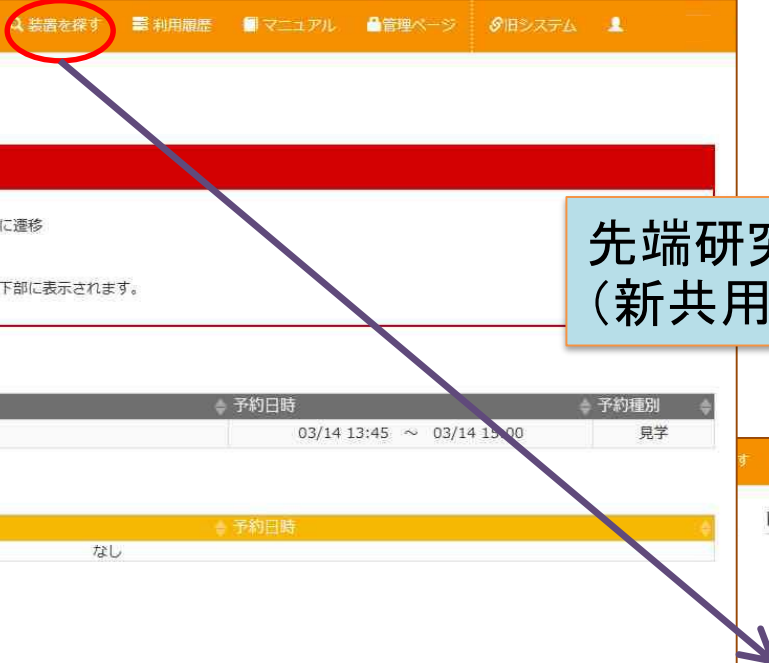 装置を探す 利用履歴 マニュアル 管理ページ 旧システム
に遷移
先端研
(新共用
下部に表示されます。
予約日時 予約種別
03/14 13:45 ～ 03/14 15:00 見学
す
予約日時
なし